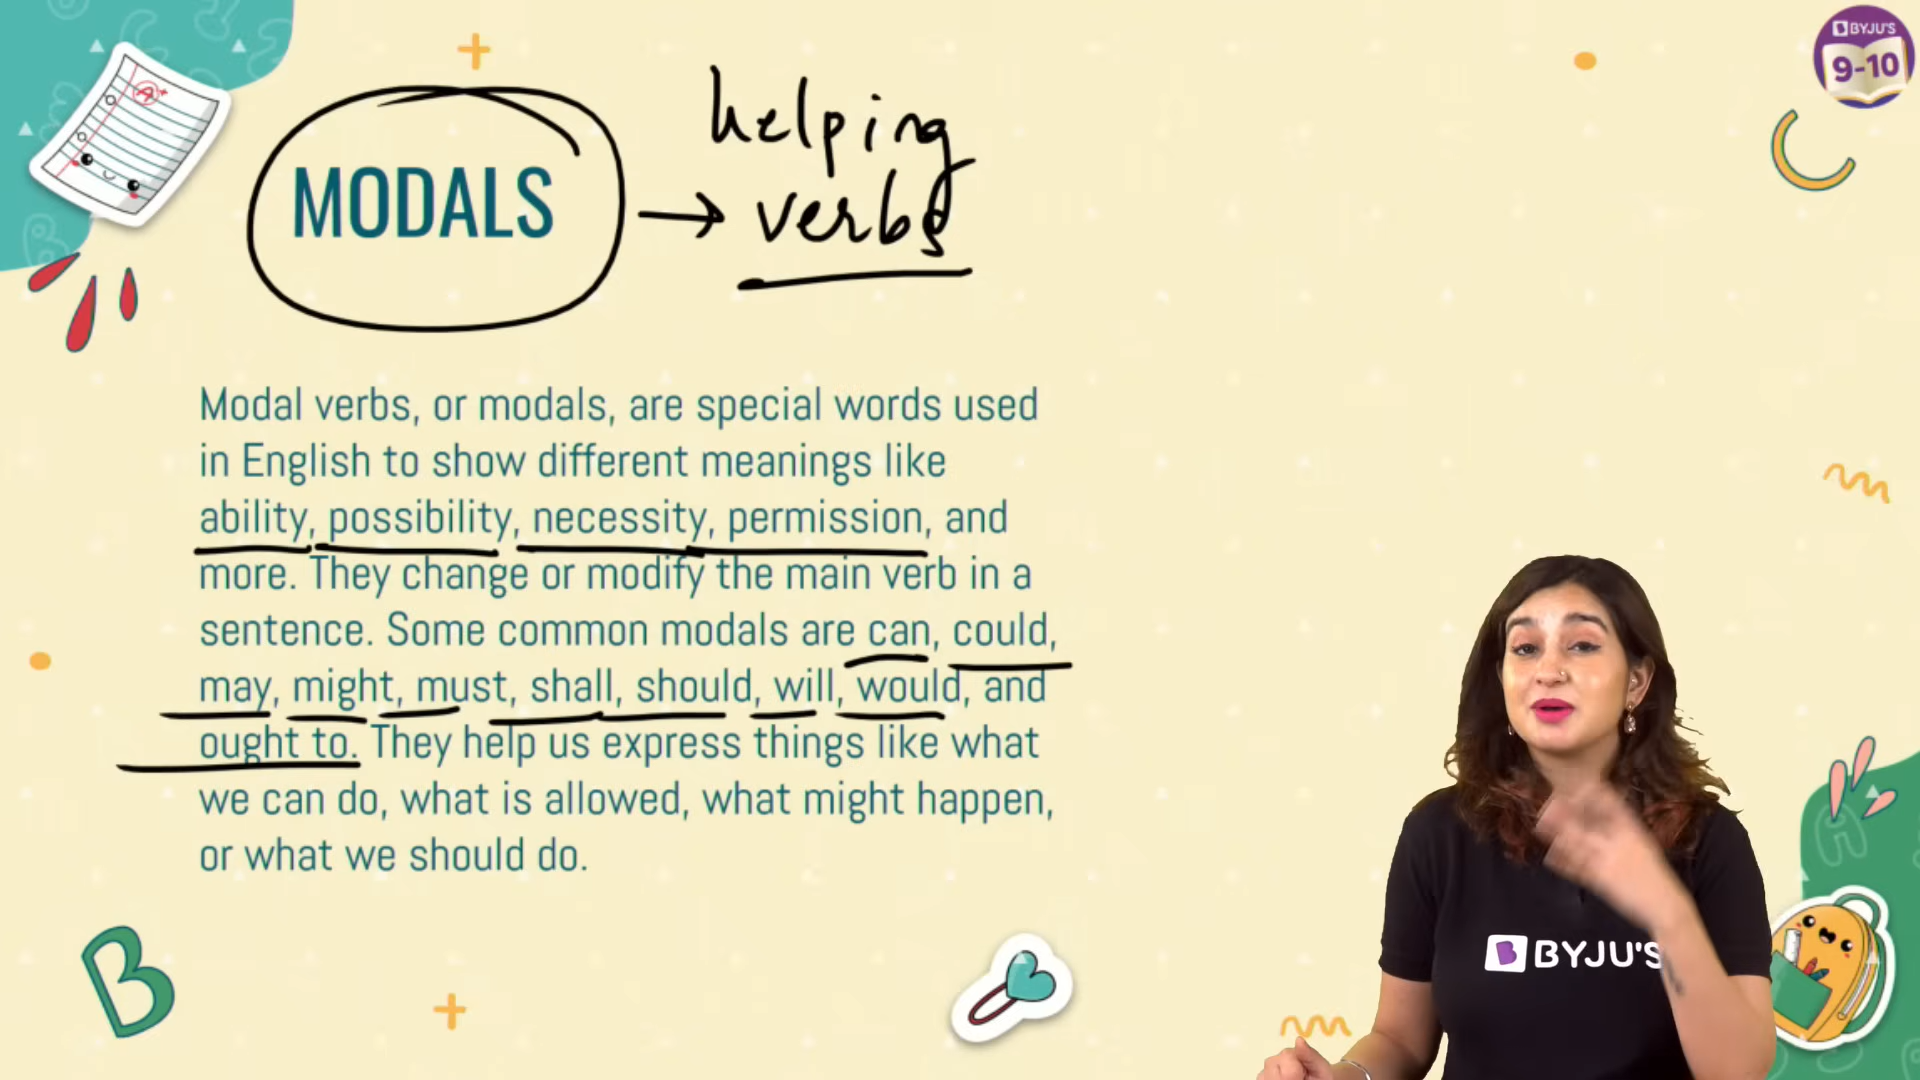 BYJU'S
9-10
helping
MODALS → verbs
Modal verbs, or modals, are special words used
in English to show different meanings like
ability, possibility, necessity, permission, and
more. They change or modify the main verb in a
sentence. Some common modals are can, could,
may, might, must, shall, should, will, would, and
ought to. They help us express things like what
we can do, what is allowed, what might happen,
or what we should do.
BYJU'S
B
A+